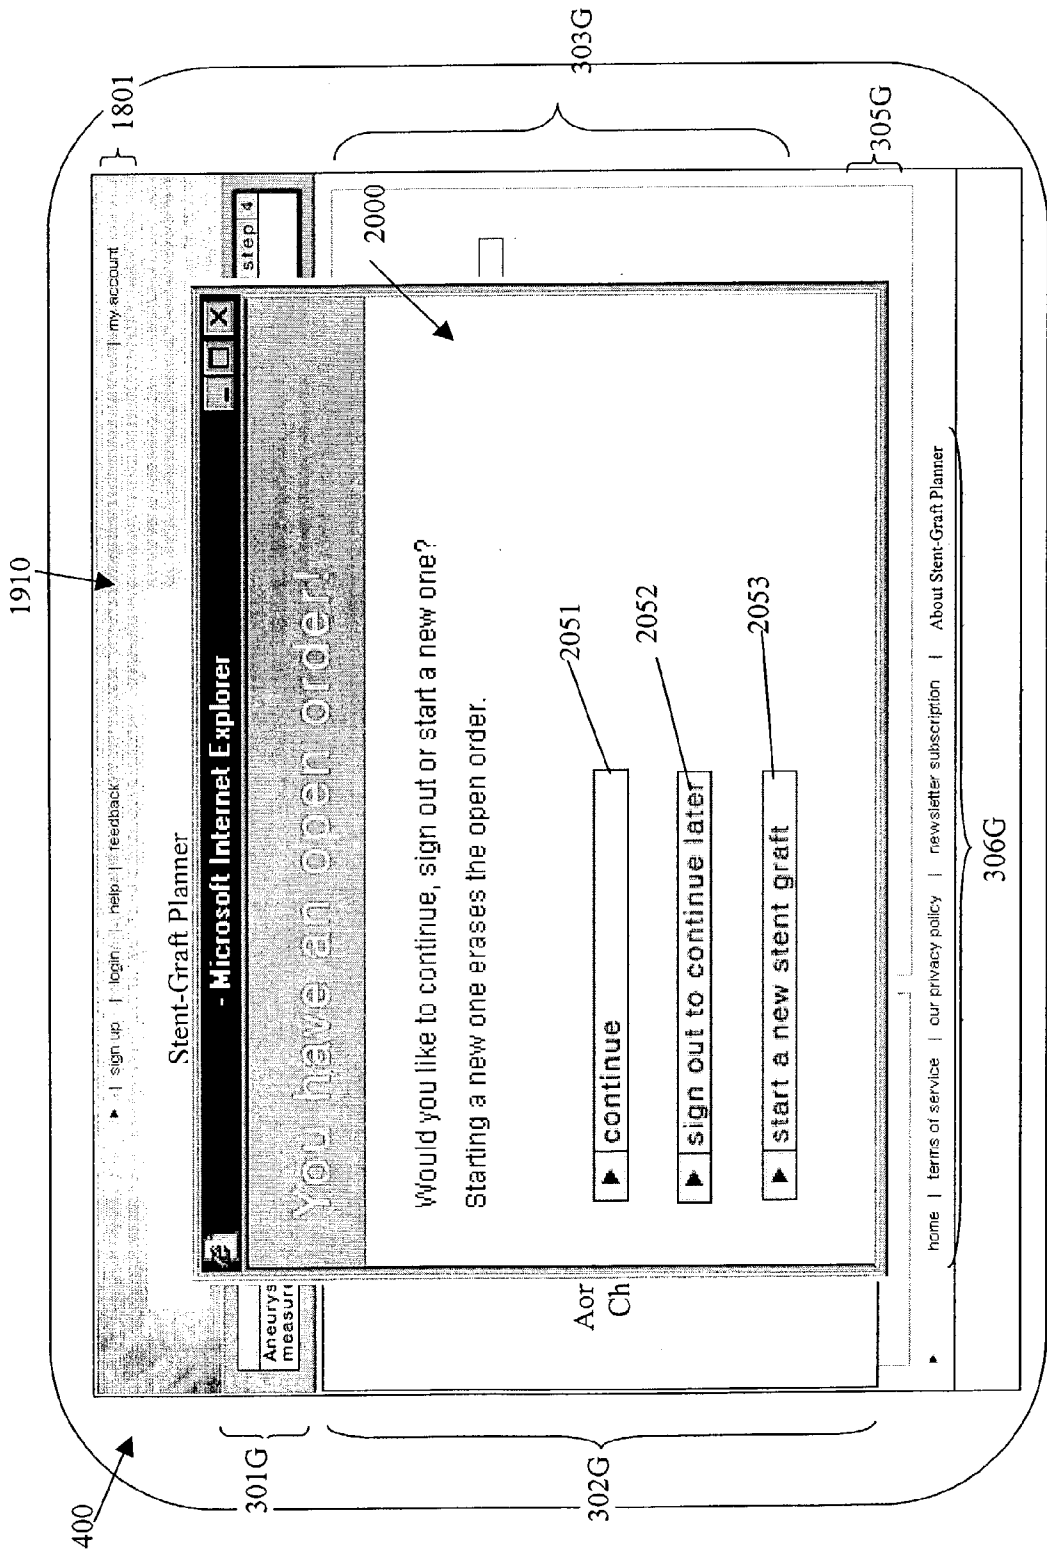 1910
400
1801
- | sign up | login | help | feedback | my account
Stent-Graft Planner
301G
Aneurys
measure
step 4
- Microsoft Internet Explorer
You have an open order!
303G
2000
Would you like to continue, sign out or start a new one?
Starting a new one erases the open order.
302G
Aor
Ch
continue
2051
sign out to continue later
2052
start a new stent graft
2053
305G
home | terms of service | our privacy policy | newsletter subscription | About Stent-Graft Planner
306G